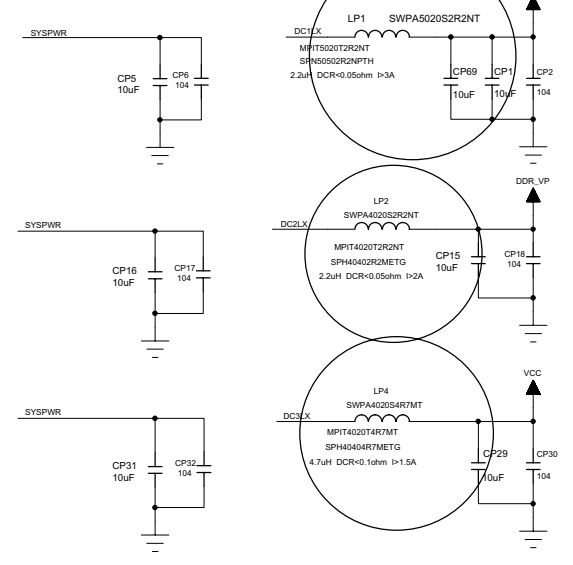 LP1 SWPA5020S2R2NT
SYSPWR
DC1LX
MPIT5020T2R2NT
SPN50502R2NPTH
2.2uH DCR<0.05ohm I>3A
CP5
10uF
CP6
104
CP69
10uF
CP1
10uF
CP2
104
DDR_VP
LP2
SWPA4020S2R2NT
SYSPWR
DC2LX
MPIT4020T2R2NT
SPH40402R2METG
2.2uH DCR<0.05ohm I>2A
CP16
10uF
CP17
104
CP15
10uF
CP18
104
VCC
LP4
SWPA4020S4R7MT
SYSPWR
DC3LX
MPIT4020T4R7MT
SPH40404R7METG
4.7uH DCR<0.1ohm I>1.5A
CP31
10uF
CP32
104
CP29
10uF
CP30
104